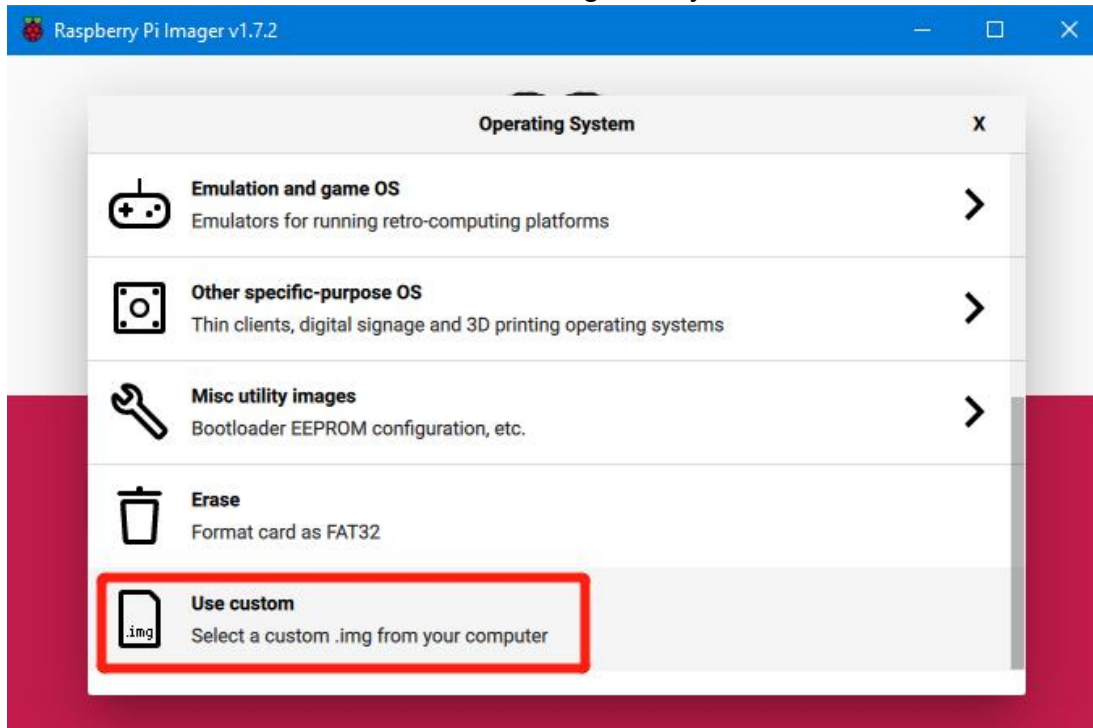 Raspberry Pi Imager v1.7.2
Operating System X
Emulation and game OS
Emulators for running retro-computing platforms
Other specific-purpose OS
Thin clients, digital signage and 3D printing operating systems
Misc utility images
Bootloader EEPROM configuration, etc.
Erase
Format card as FAT32
Use custom
.img
Select a custom .img from your computer